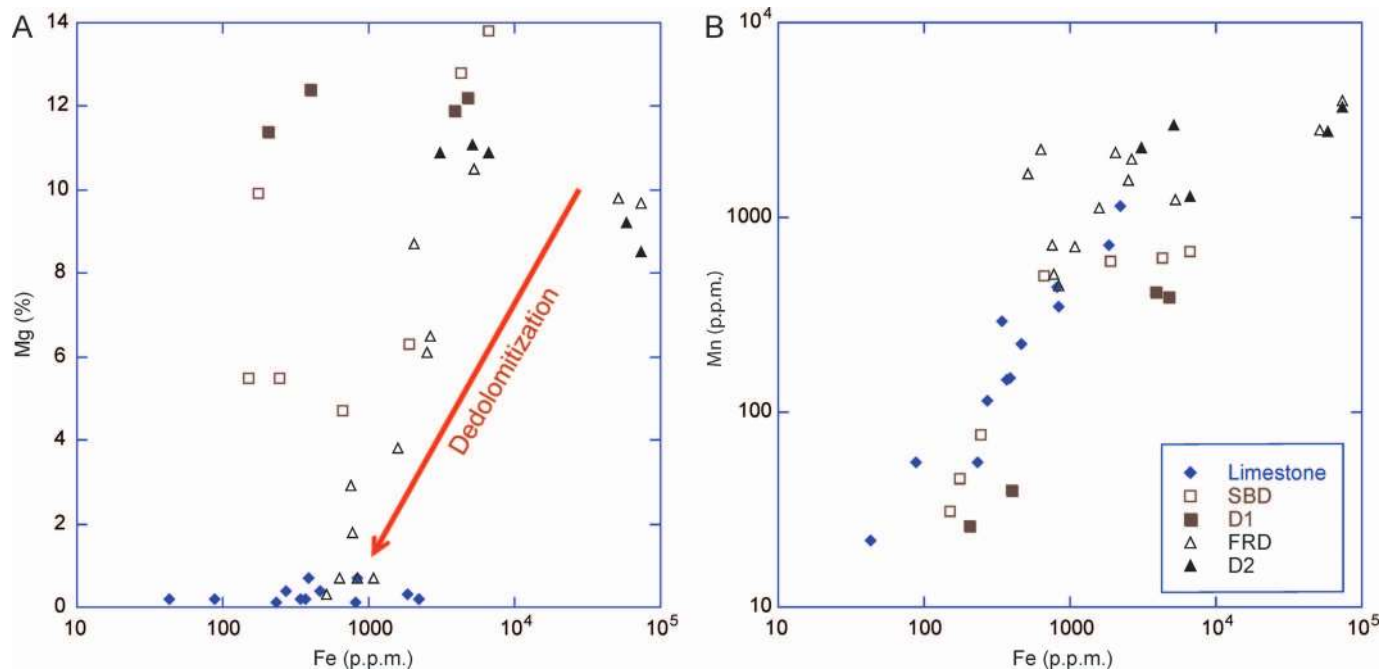 A
14
12
10
8
6
4
2
0
Mg (%)
10
100
1000
10⁴
10⁵
Fe (p.p.m.)
Dedolomitization
B
10⁴
1000
100
10
Mn (p.p.m.)
10
100
1000
10⁴
10⁵
Fe (p.p.m.)
Limestone
SBD
D1
FRD
D2